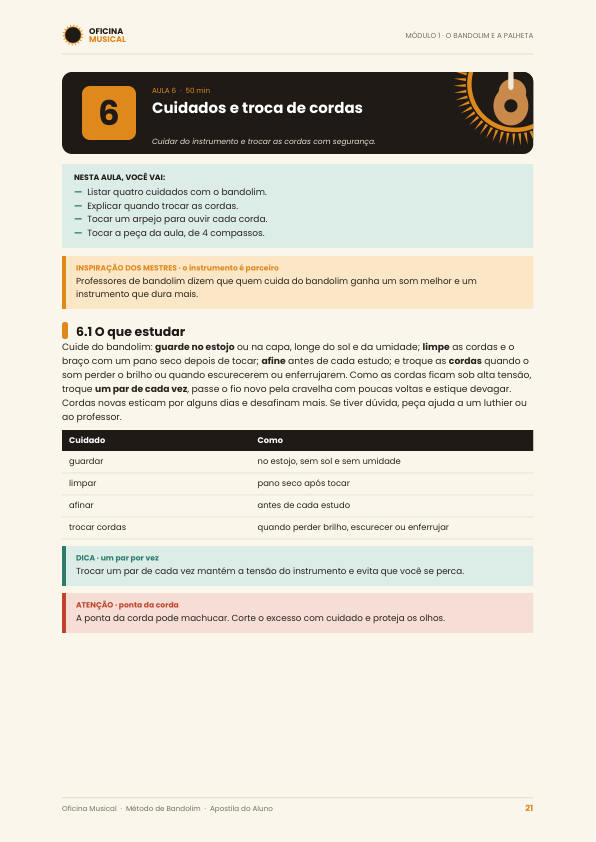 OFICINA
MUSICAL
MÓDULO 1 · O BANDOLIM E A PALHETA
6
AULA 6 · 50 min
Cuidados e troca de cordas
Cuidar do instrumento e trocar as cordas com segurança.
NESTA AULA, VOCÊ VAI:
— Listar quatro cuidados com o bandolim.
— Explicar quando trocar as cordas.
— Tocar um arpejo para ouvir cada corda.
— Tocar a peça da aula, de 4 compassos.
INSPIRAÇÃO DOS MESTRES · o instrumento é parceiro
Professores de bandolim dizem que quem cuida do bandolim ganha um som melhor e um
instrumento que dura mais.
6.1 O que estudar
Cuide do bandolim: guarde no estojo ou na capa, longe do sol e da umidade; limpe as cordas e o
braço com um pano seco depois de tocar; afine antes de cada estudo; e troque as cordas quando o
som perder o brilho ou quando escurecerem ou enferrujarem. Como as cordas ficam sob alta tensão,
troque um par de cada vez, passe o fio novo pela cravelha com poucas voltas e estique devagar.
Cordas novas esticam por alguns dias e desafinam mais. Se tiver dúvida, peça ajuda a um luthier ou
ao professor.
Cuidado Como
guardar no estojo, sem sol e sem umidade
limpar pano seco após tocar
afinar antes de cada estudo
trocar cordas quando perder brilho, escurecer ou enferrujar
DICA · um par por vez
Trocar um par de cada vez mantém a tensão do instrumento e evita que você se perca.
ATENÇÃO · ponta da corda
A ponta da corda pode machucar. Corte o excesso com cuidado e proteja os olhos.
Oficina Musical · Método de Bandolim · Apostila do Aluno
21